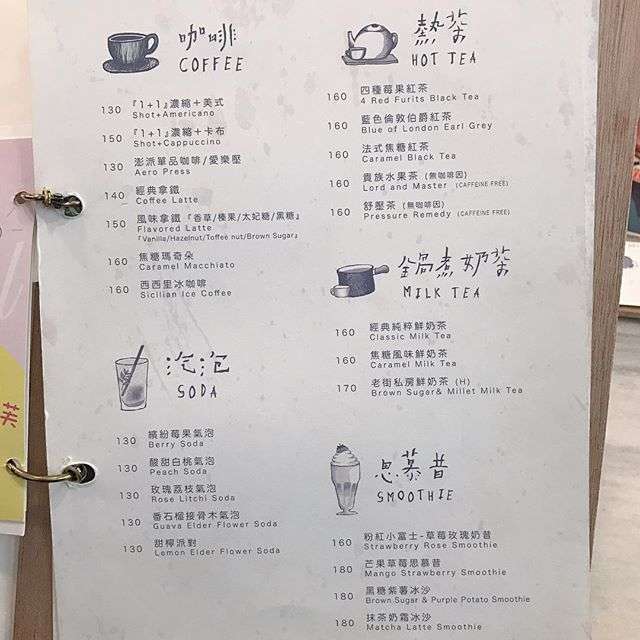 咖啡
COFFEE
130 『1+1』濃縮+美式
Shot+Americano
150 『1+1』濃縮+卡布
Shot+Cappuccino
130 澎派單品咖啡/愛樂壓
Aero Press
140 經典拿鐵
Coffee Latte
150 風味拿鐵『香草/榛果/太妃糖/黑糖』
Flavored Latte
『Vanilla/Hazelnut/Toffee nut/Brown Sugar』
160 焦糖瑪奇朵
Caramel Macchiato
160 西西里冰咖啡
Sicilian Ice Coffee
汽泡
SODA
130 繽紛莓果氣泡
Berry Soda
130 酸甜白桃氣泡
Peach Soda
130 玫瑰荔枝氣泡
Rose Litchi Soda
130 番石榴接骨木氣泡
Guava Elder Flower Soda
130 甜檸派對
Lemon Elder Flower Soda
熱茶
HOT TEA
160 四種莓果紅茶
4 Red Furits Black Tea
160 藍色倫敦伯爵紅茶
Blue of London Earl Grey
160 法式焦糖紅茶
Caramel Black Tea
160 貴族水果茶 (無咖啡因)
Lord and Master (CAFFEINE FREE)
160 舒壓茶 (無咖啡因)
Pressure Remedy (CAFFEINE FREE)
鍋煮奶茶
MILK TEA
160 經典純粹鮮奶茶
Classic Milk Tea
160 焦糖風味鮮奶茶
Caramel Milk Tea
170 老街私房鮮奶茶 (H)
Brown Sugar& Millet Milk Tea
思慕昔
SMOOTHIE
160 粉紅小富士-草莓玫瑰奶昔
Strawberry Rose Smoothie
180 芒果草莓思慕昔
Mango Strawberry Smoothie
180 黑糖紫薯冰沙
Brown Sugar & Purple Potato Smoothie
180 抹茶奶霜冰沙
Matcha Latte Smoothie
茶